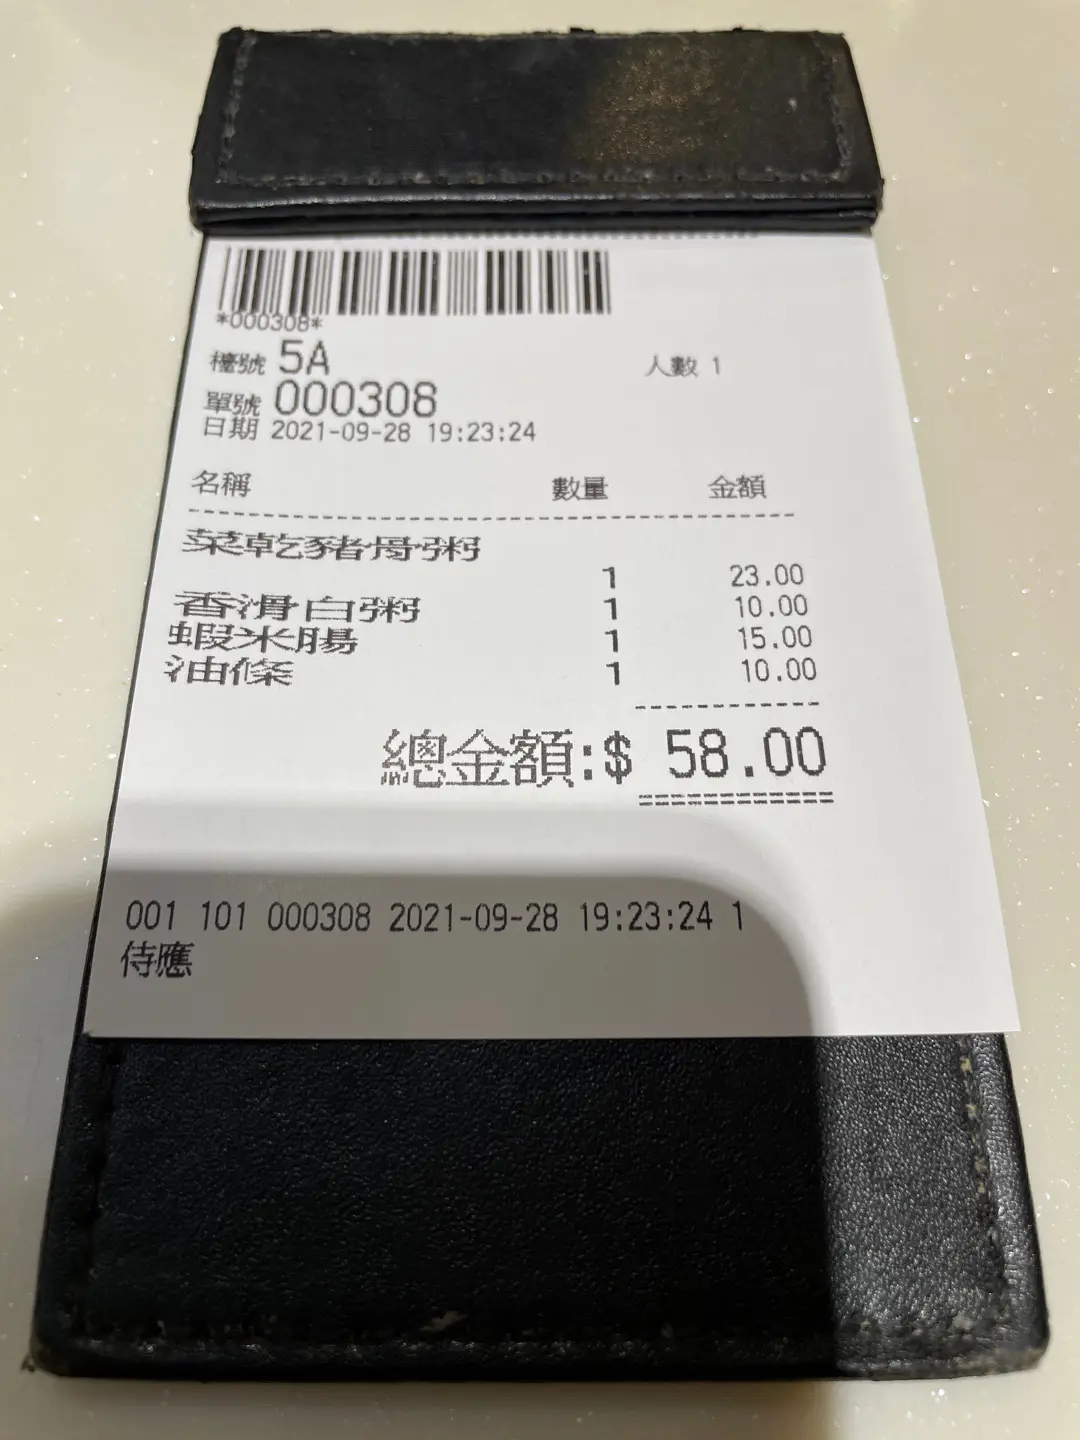 *000308*
檯號 5A 人數 1
單號 000308
日期 2021-09-28 19:23:24
名稱 數量 金額
菜乾豬骨粥
1 23.00
香滑白粥 1 10.00
蝦米腸 1 15.00
油條 1 10.00
總金額:$ 58.00
001 101 000308 2021-09-28 19:23:24 1
侍應